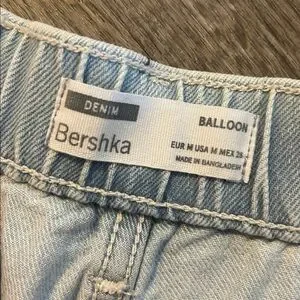 DENIM
Bershka
BALLOON
EUR M USA M MEX 28
MADE IN BANGLADESH